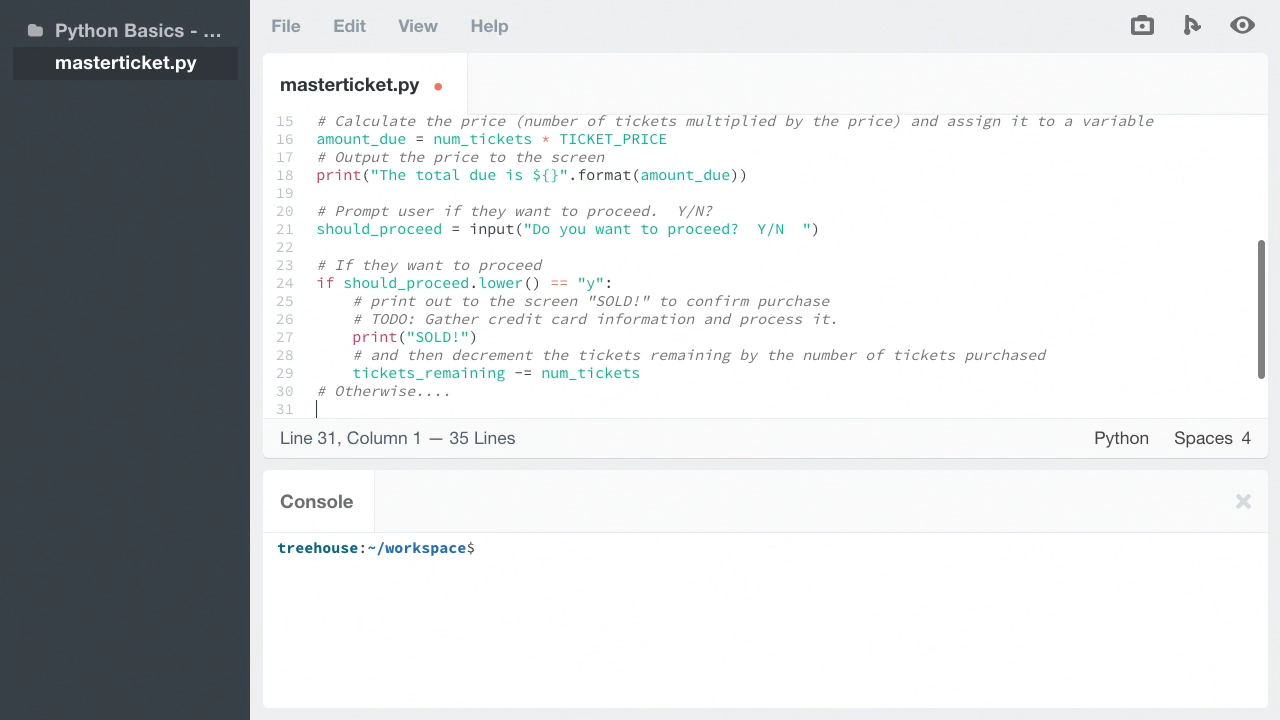 Python Basics - ...
masterticket.py
File Edit View Help
masterticket.py
15 # Calculate the price (number of tickets multiplied by the price) and assign it to a variable
16 amount_due = num_tickets * TICKET_PRICE
17 # Output the price to the screen
18 print("The total due is ${}".format(amount_due))
19
20 # Prompt user if they want to proceed.  Y/N?
21 should_proceed = input("Do you want to proceed?  Y/N  ")
22
23 # If they want to proceed
24 if should_proceed.lower() == "y":
25     # print out to the screen "SOLD!" to confirm purchase
26     # TODO: Gather credit card information and process it.
27     print("SOLD!")
28     # and then decrement the tickets remaining by the number of tickets purchased
29     tickets_remaining -= num_tickets
30 # Otherwise....
31
Line 31, Column 1 — 35 Lines Python Spaces 4
Console
treehouse:~/workspace$